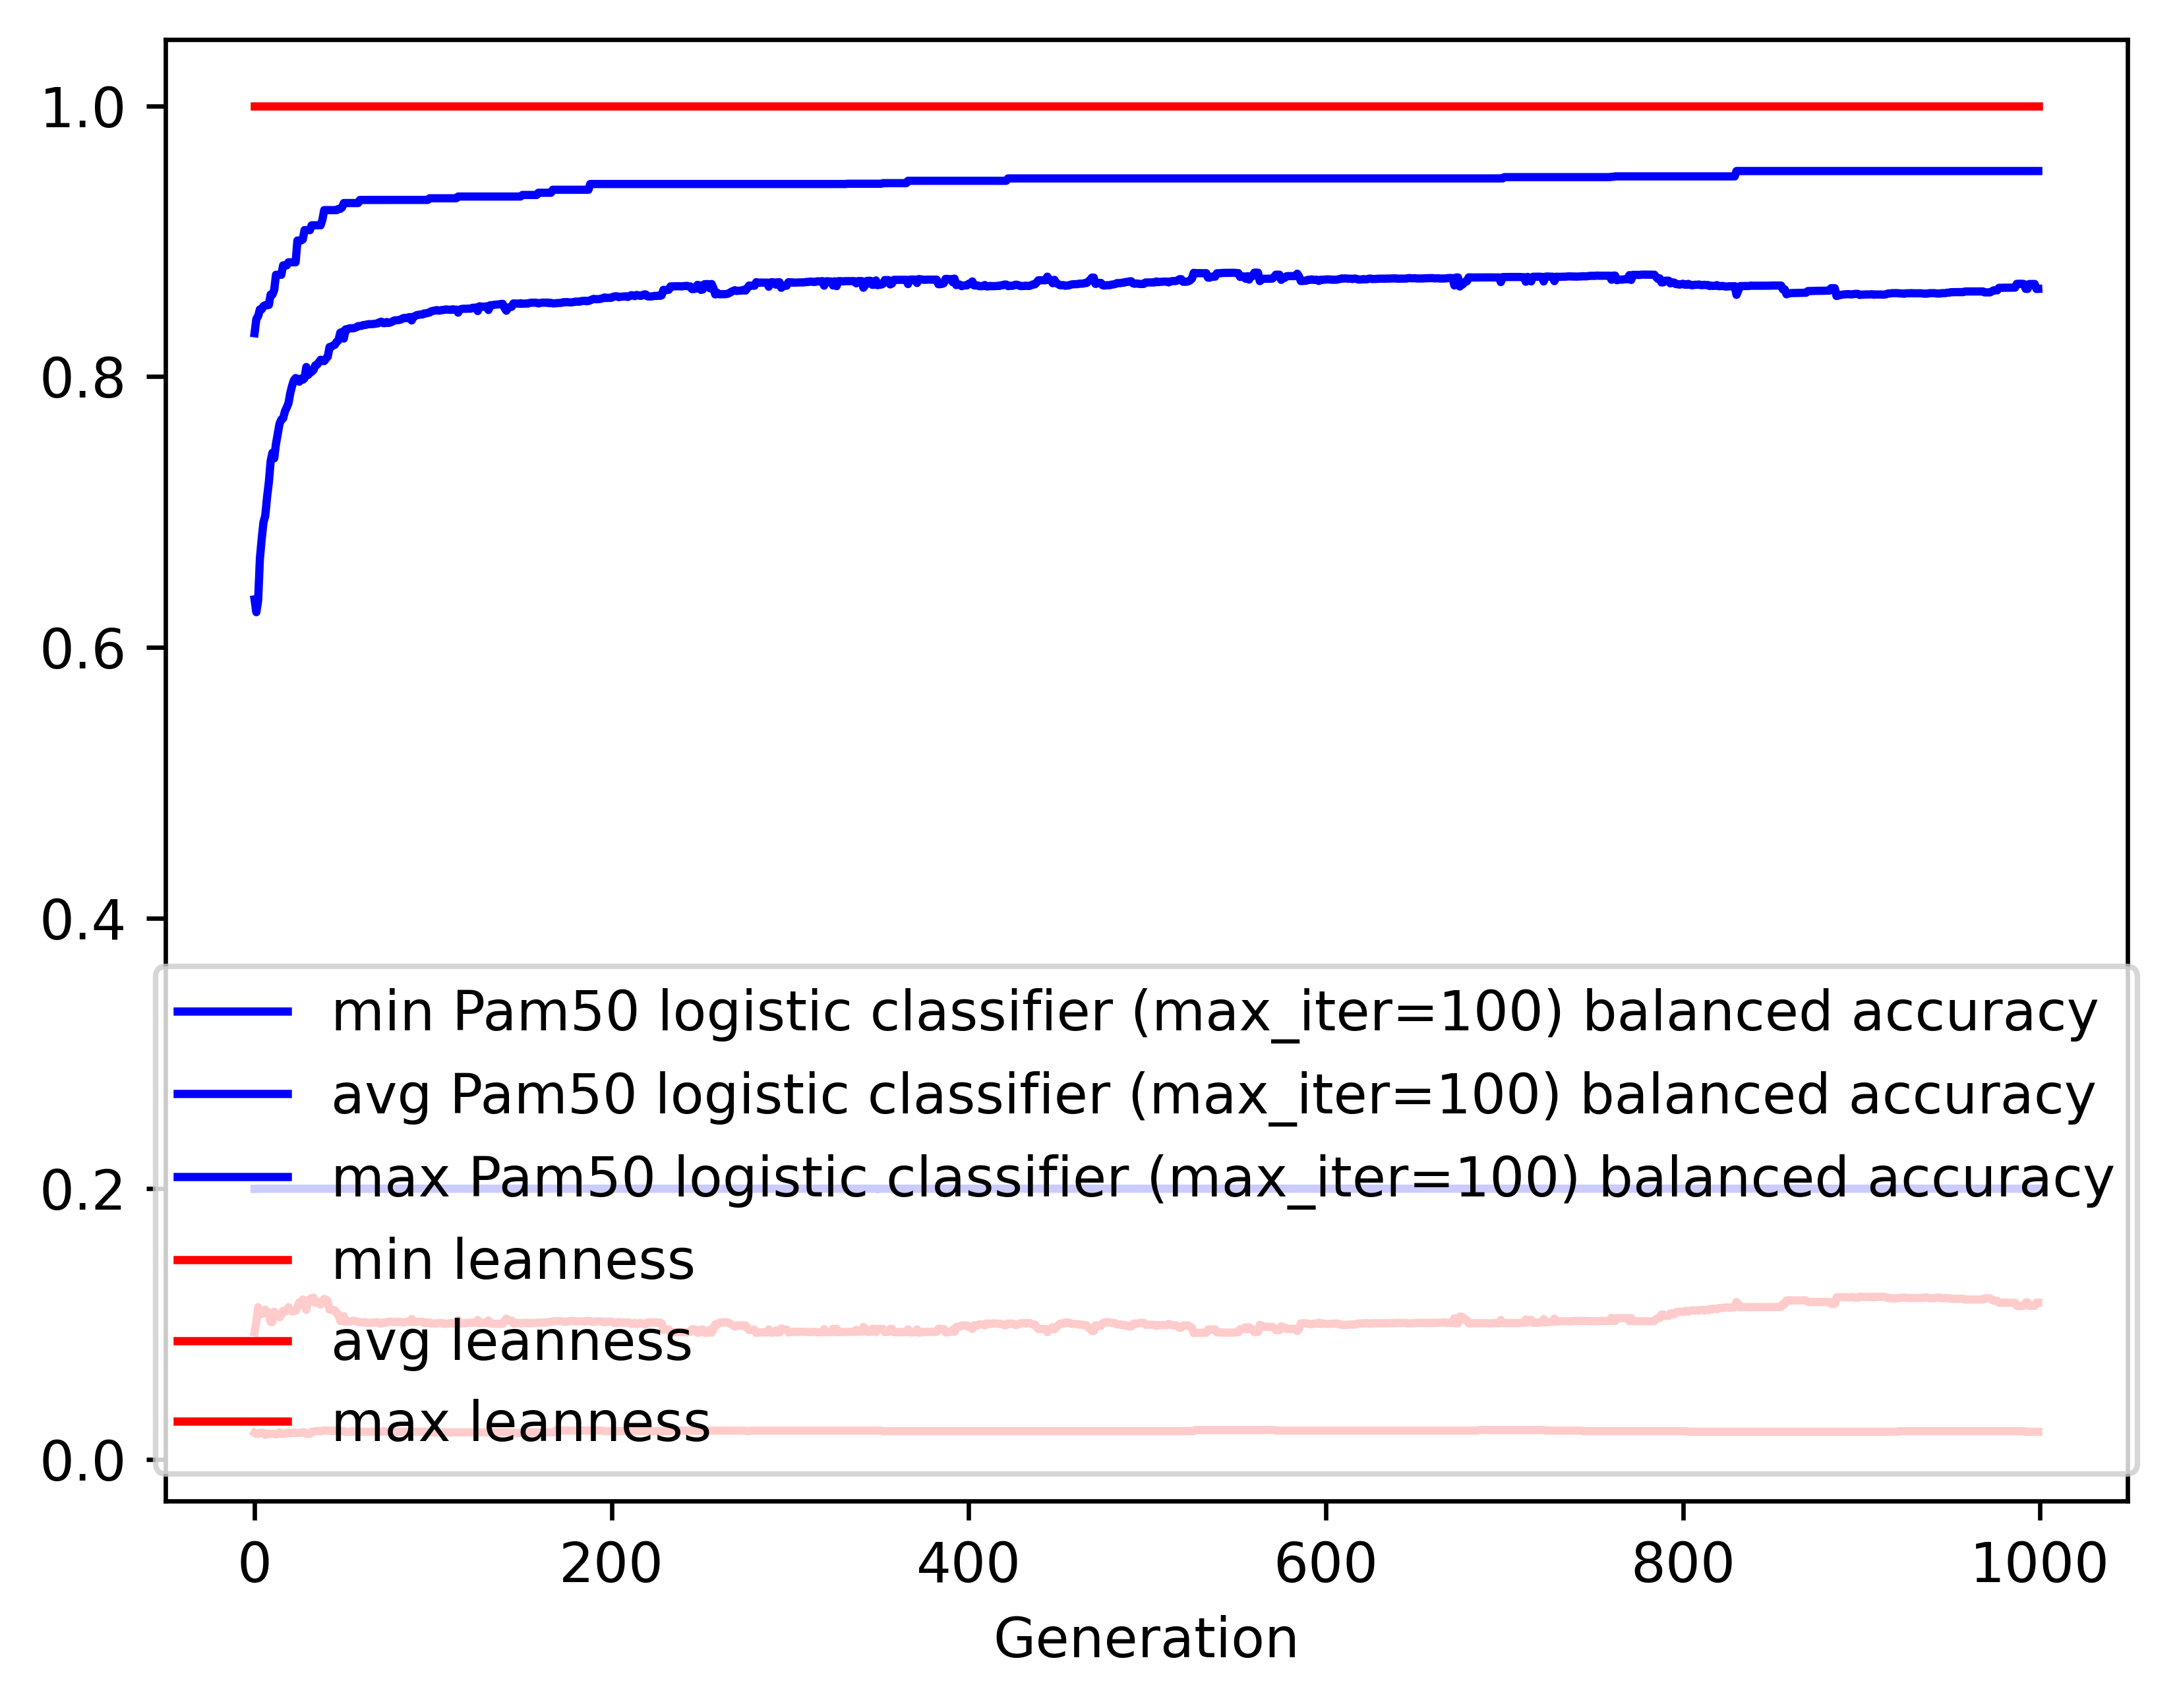 1.0
0.8
0.6
0.4
0.2
0.0
min Pam50 logistic classifier (max_iter=100) balanced accuracy
avg Pam50 logistic classifier (max_iter=100) balanced accuracy
max Pam50 logistic classifier (max_iter=100) balanced accuracy
min leanness
avg leanness
max leanness
0 200 400 600 800 1000
Generation